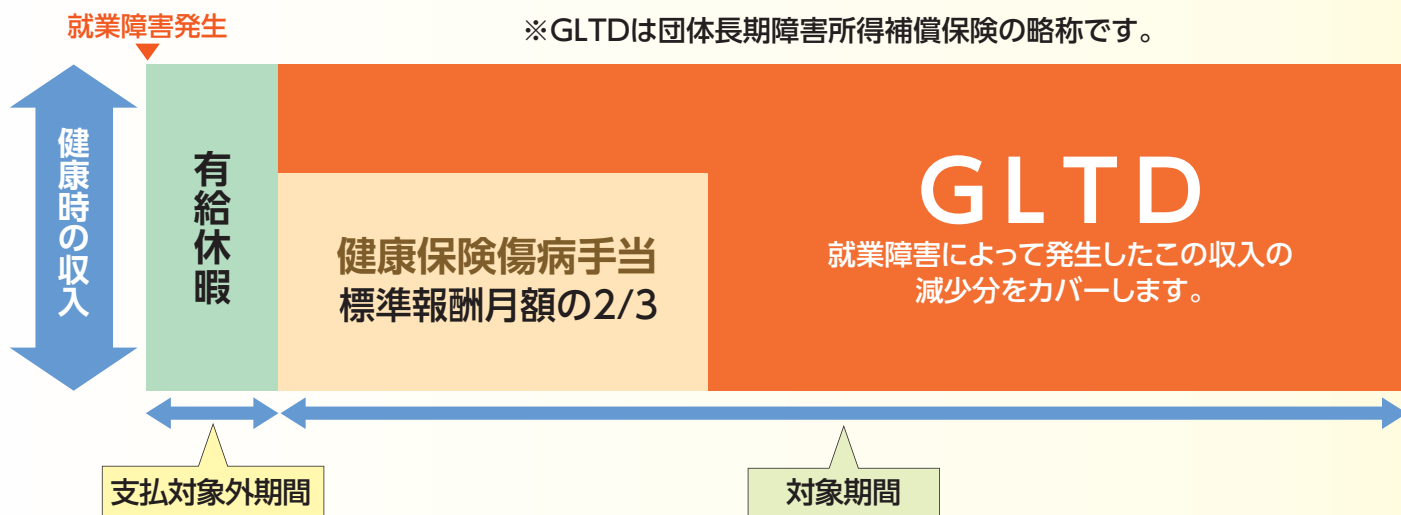 就業障害発生
※GLTDは団体長期障害所得補償保険の略称です。
健康時の収入
有給休暇
健康保険傷病手当
標準報酬月額の2/3
GLTD
就業障害によって発生したこの収入の
減少分をカバーします。
支払対象外期間
対象期間